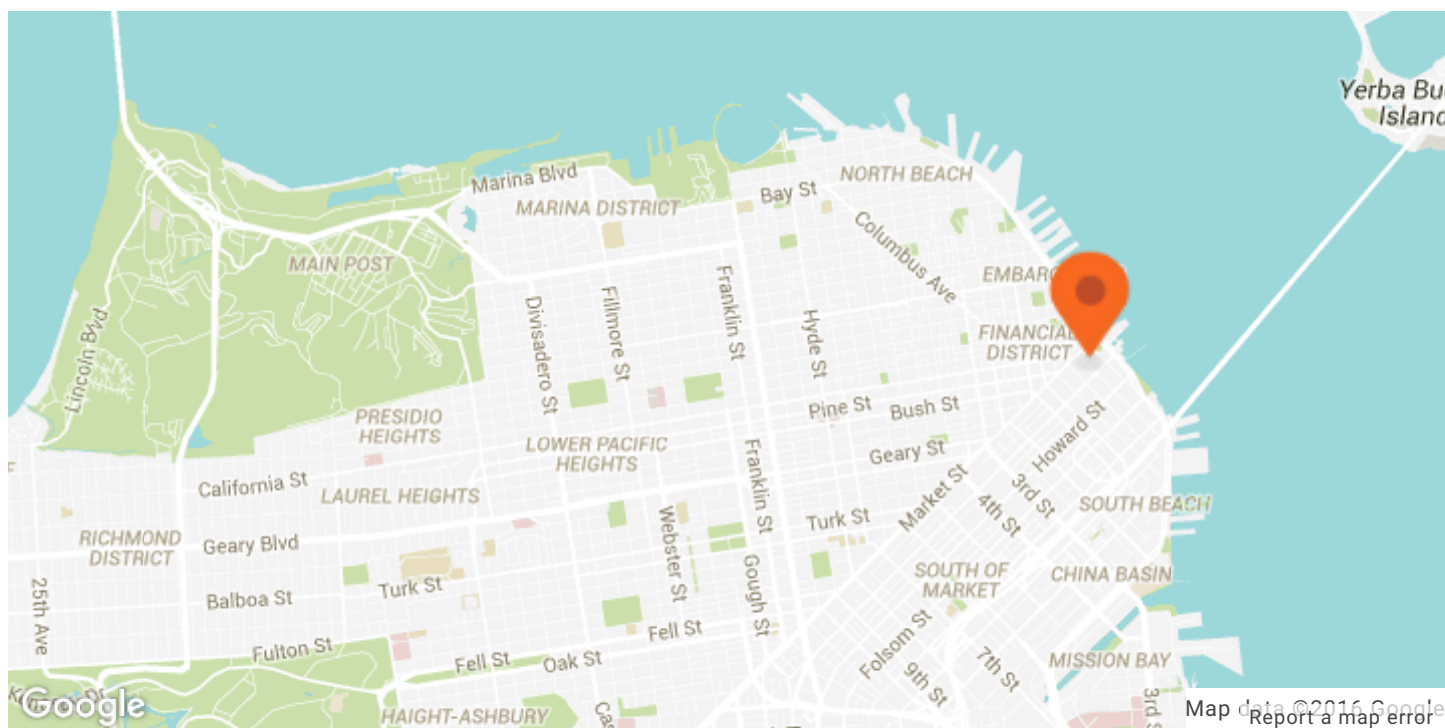 Yerba Bu
Island
NORTH BEACH
Marina Blvd
Bay St
MARINA DISTRICT
Columbus Ave
MAIN POST
EMBARC
Franklin St
Fillmore St
Divisadero St
Hyde St
Lincoln Blvd
FINANCIAL
DISTRICT
PRESIDIO
HEIGHTS
Pine St
Bush St
Howard St
LOWER PACIFIC
HEIGHTS
Geary St
Franklin St
California St
LAUREL HEIGHTS
Market St
3rd St
4th St
SOUTH BEACH
RICHMOND
DISTRICT
Geary Blvd
Webster St
Turk St
Gough St
SOUTH OF
MARKET
CHINA BASIN
25th Ave
Balboa St
Turk St
Fulton St
Fell St
Folsom St
Fell St
Oak St
9th St
7th St
MISSION BAY
3rd S
Google
HAIGHT-ASHBURY
Cas
Map data ©2016 Google
Report a map error